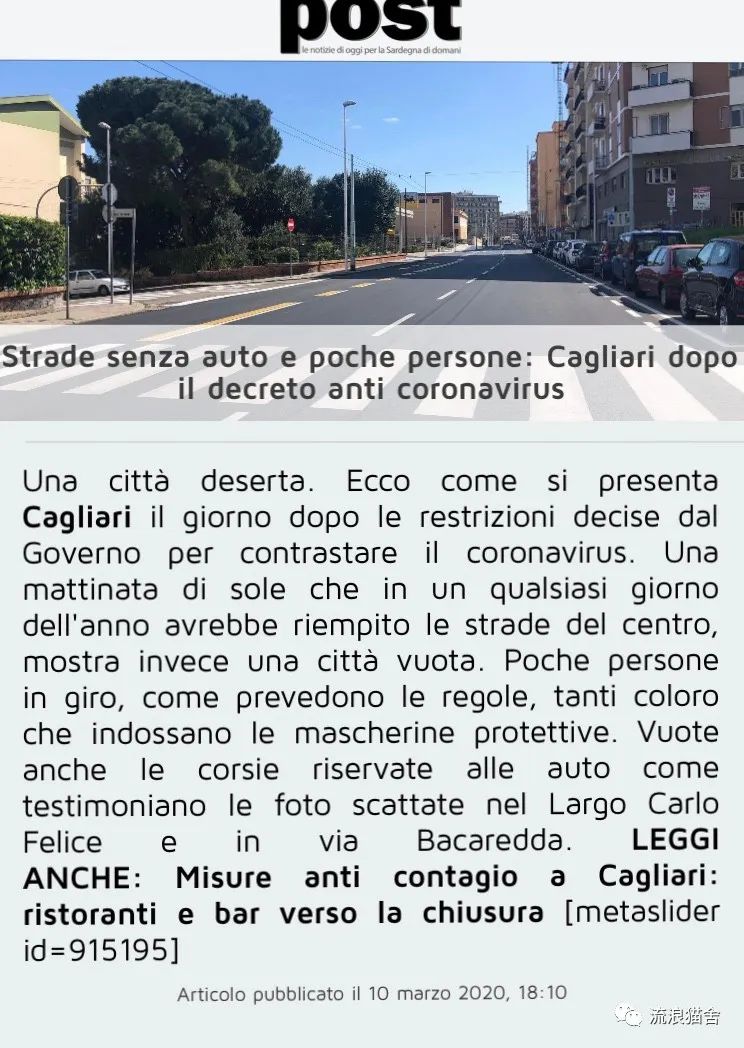 post
le notizie di oggi per la Sardegna di domani
Strade senza auto e poche persone: Cagliari dopo
il decreto anti coronavirus
Una città deserta. Ecco come si presenta
Cagliari il giorno dopo le restrizioni decise dal
Governo per contrastare il coronavirus. Una
mattinata di sole che in un qualsiasi giorno
dell'anno avrebbe riempito le strade del centro,
mostra invece una città vuota. Poche persone
in giro, come prevedono le regole, tanti coloro
che indossano le mascherine protettive. Vuote
anche le corsie riservate alle auto come
testimoniano le foto scattate nel Largo Carlo
Felice e in via Bacaredda. LEGGI
ANCHE: Misure anti contagio a Cagliari:
ristoranti e bar verso la chiusura [metaslider
id=915195]
Articolo pubblicato il 10 marzo 2020, 18:10
流浪猫舍